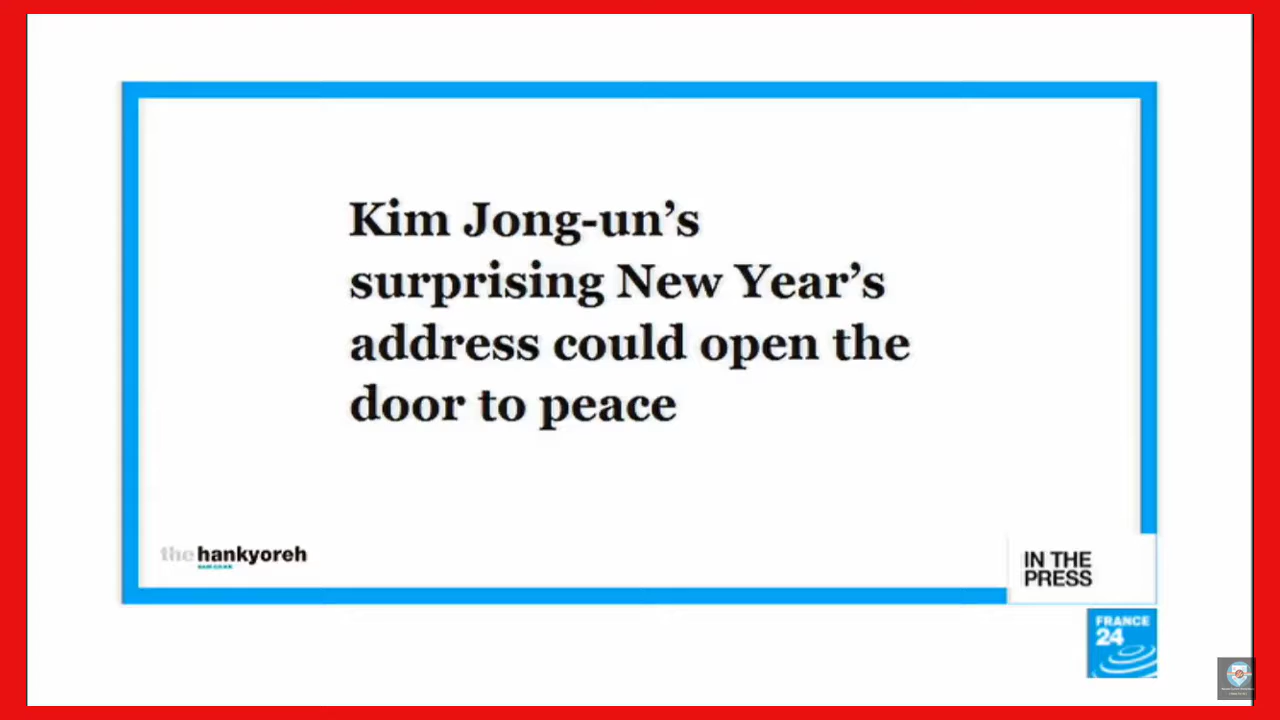 Kim Jong-un’s
surprising New Year’s
address could open the
door to peace
the hankyoreh
IN THE
PRESS
FRANCE
24